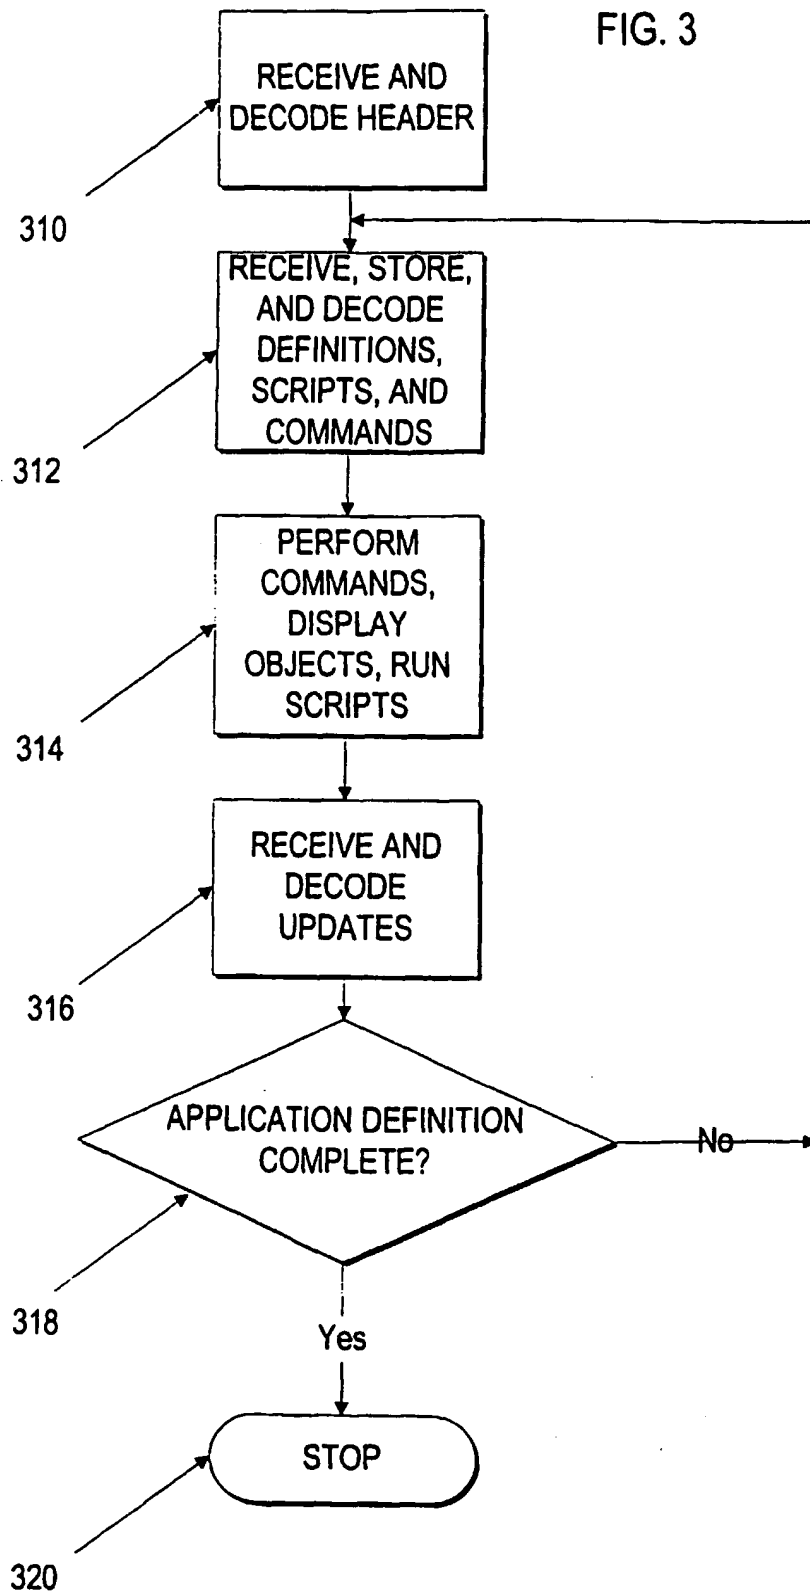 FIG. 3
RECEIVE AND
DECODE HEADER
310
RECEIVE, STORE,
AND DECODE
DEFINITIONS,
SCRIPTS, AND
COMMANDS
312
PERFORM
COMMANDS,
DISPLAY
OBJECTS, RUN
SCRIPTS
314
RECEIVE AND
DECODE
UPDATES
316
APPLICATION DEFINITION
COMPLETE?
No
318
Yes
STOP
320